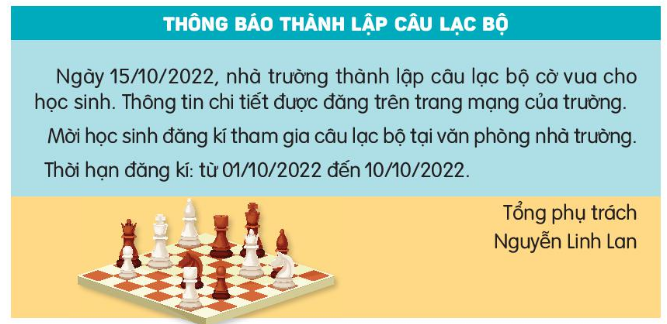 THÔNG BÁO THÀNH LẬP CÂU LẠC BỘ
Ngày 15/10/2022, nhà trường thành lập câu lạc bộ cờ vua cho
học sinh. Thông tin chi tiết được đăng trên trang mạng của trường.
Mời học sinh đăng kí tham gia câu lạc bộ tại văn phòng nhà trường.
Thời hạn đăng kí: từ 01/10/2022 đến 10/10/2022.
Tổng phụ trách
Nguyễn Linh Lan